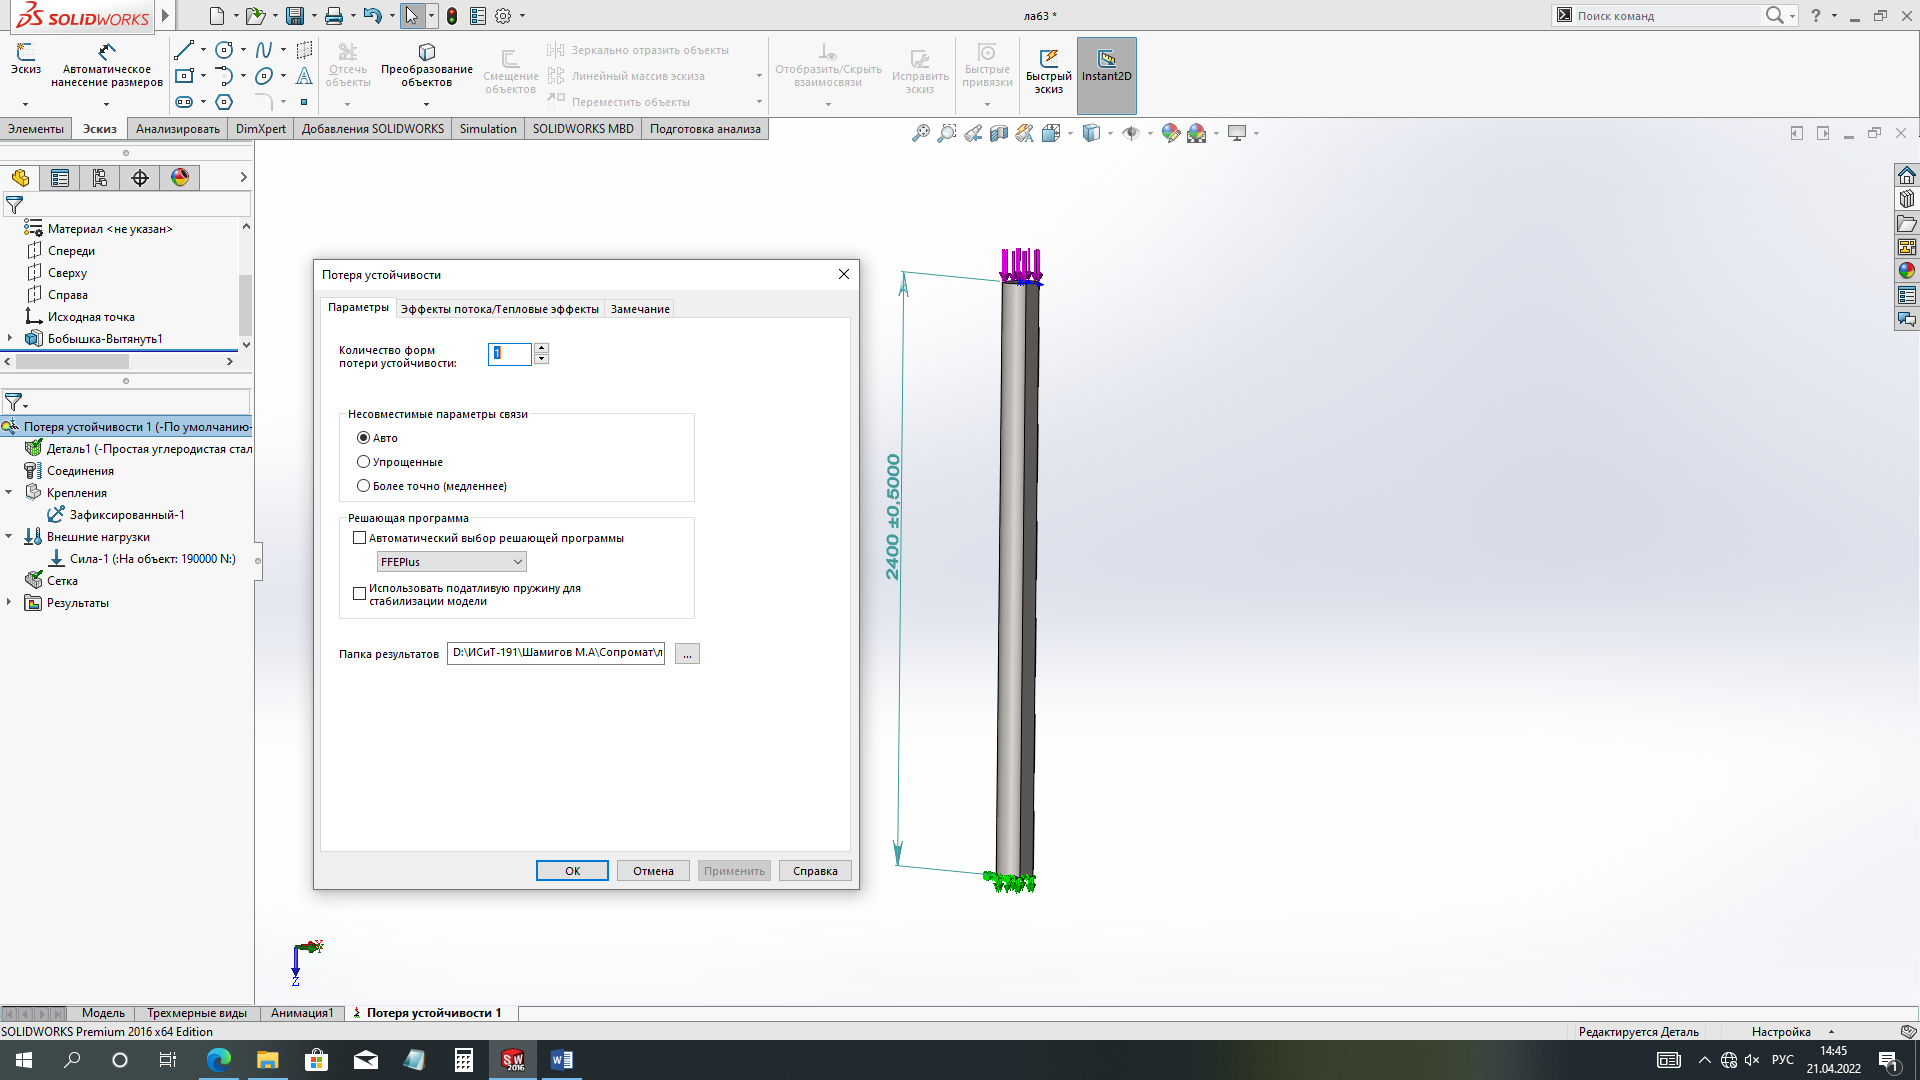 SOLIDWORKS
ла63 *
Поиск команд
Эскиз
Автоматическое
нанесение размеров
Отсечь
объекты
Преобразование
объектов
Смещение
объектов
Зеркально отразить объекты
Линейный массив эскиза
Переместить объекты
Отобразить/Скрыть
взаимосвязи
Исправить
эскиз
Быстрые
привязки
Быстрый
эскиз
Instant2D
Элементы
Эскиз
Анализировать
DimXpert
Добавления SOLIDWORKS
Simulation
SOLIDWORKS MBD
Подготовка анализа
Материал <не указан>
Спереди
Сверху
Справа
Исходная точка
Бобышка-Вытянуть1
Потеря устойчивости 1 (-По умолчанию-
Деталь1 (-Простая углеродистая стал
Соединения
Крепления
Зафиксированный-1
Внешние нагрузки
Сила-1 (:На объект: 190000 N:)
Сетка
Результаты
Потеря устойчивости
Параметры
Эффекты потока/Тепловые эффекты
Замечание
Количество форм
потери устойчивости:
1
Несовместимые параметры связи
Авто
Упрощенные
Более точно (медленнее)
Решающая программа
Автоматический выбор решающей программы
FFEPlus
Использовать податливую пружину для
стабилизации модели
Папка результатов
D:\ИСиТ-191\Шамигов М.А\Сопромат\л
...
OK
Отмена
Применить
Справка
2400 ±0,5000
Z
Модель
Трехмерные виды
Анимация1
Потеря устойчивости 1
SOLIDWORKS Premium 2016 x64 Edition
Редактируется Деталь
Настройка
РУС
14:45
21.04.2022
1